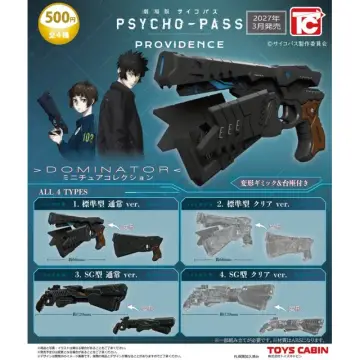 500円
全4種
劇場版 サイコパス
PSYCHO-PASS
PROVIDENCE
2027年
3月発売
TC
©サイコパス製作委員会
>DOMINATOR<
ミニチュアコレクション
変形ギミック&台座付き
ALL 4 TYPES
1. 標準型 通常 ver.
2. 標準型 クリア ver.
3. SG型 通常 ver.
4. SG型 クリア ver.
TOYS CABIN